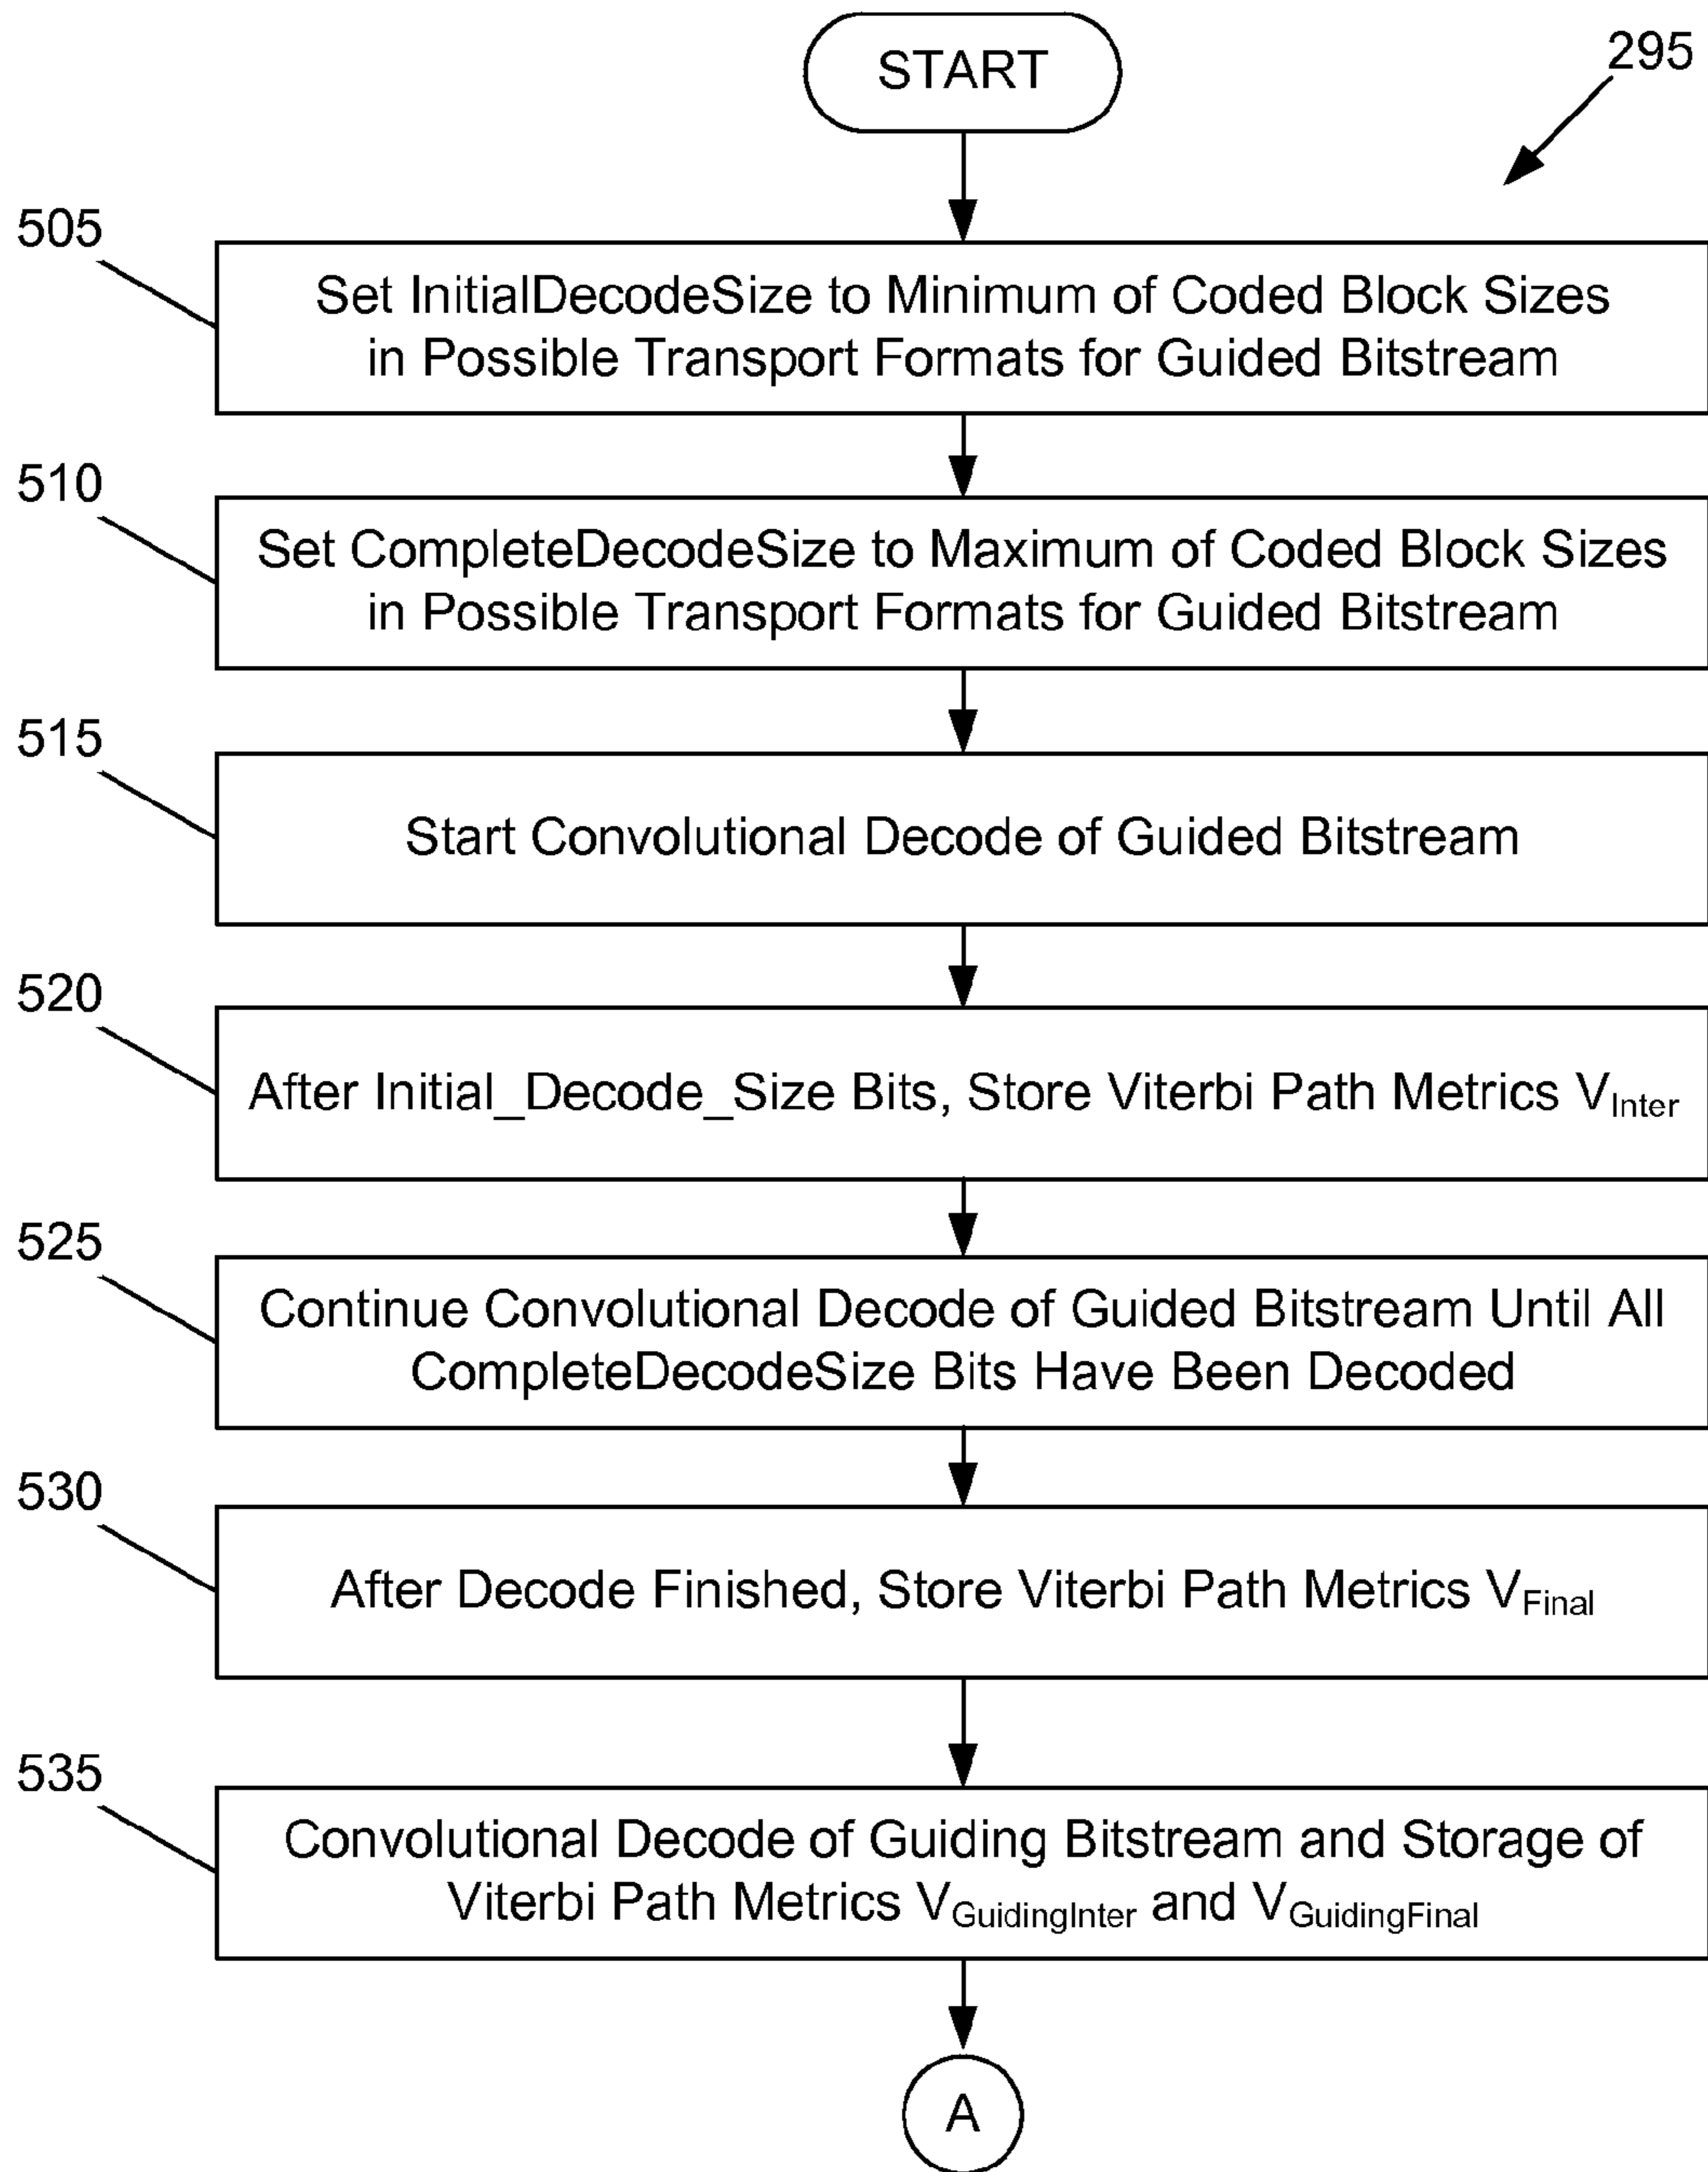 START
295
505
Set InitialDecodeSize to Minimum of Coded Block Sizes
in Possible Transport Formats for Guided Bitstream
510
Set CompleteDecodeSize to Maximum of Coded Block Sizes
in Possible Transport Formats for Guided Bitstream
515
Start Convolutional Decode of Guided Bitstream
520
After Initial_Decode_Size Bits, Store Viterbi Path Metrics VInter
525
Continue Convolutional Decode of Guided Bitstream Until All
CompleteDecodeSize Bits Have Been Decoded
530
After Decode Finished, Store Viterbi Path Metrics VFinal
535
Convolutional Decode of Guiding Bitstream and Storage of
Viterbi Path Metrics VGuidingInter and VGuidingFinal
A